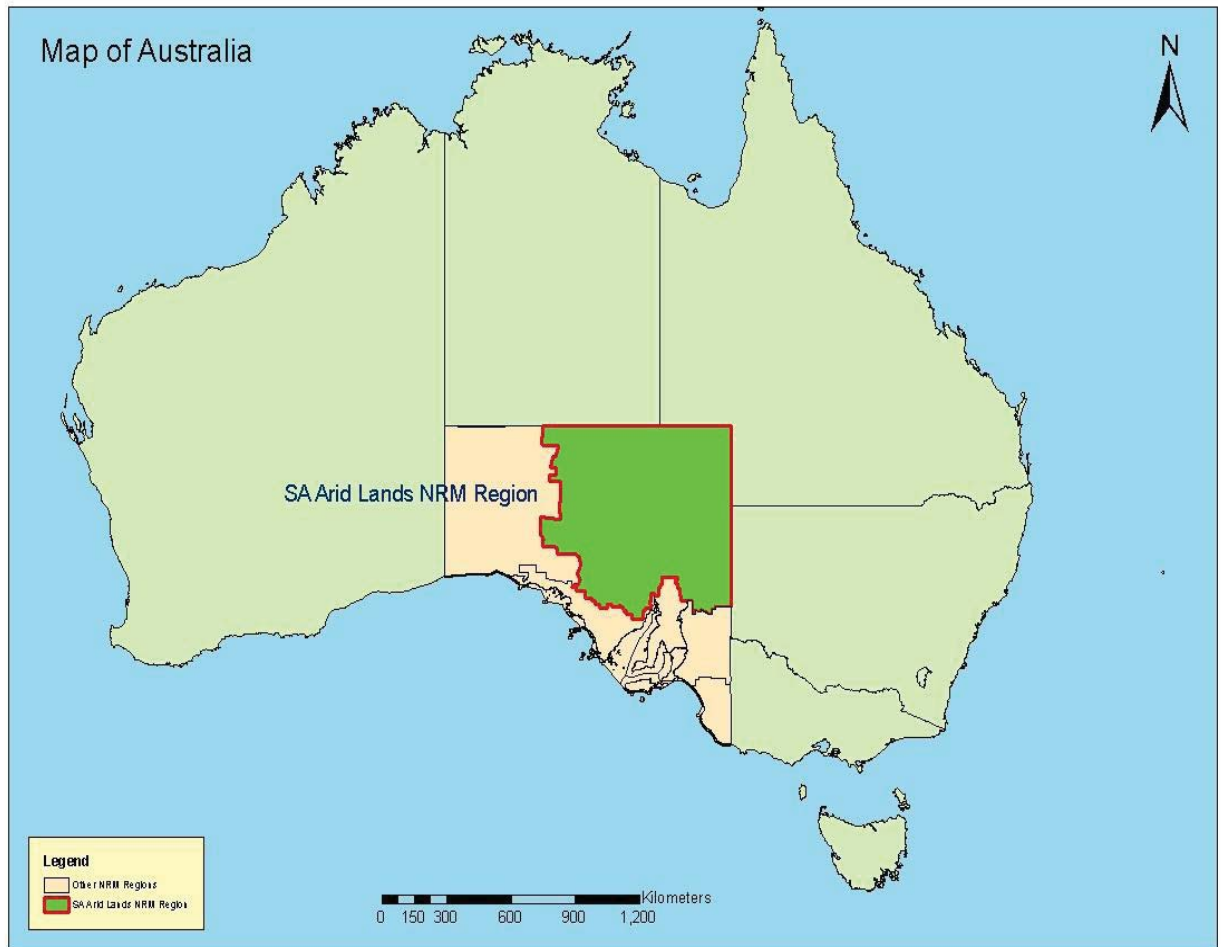 Map of Australia
N
SA Arid Lands NRM Region
Legend
Other NRM Regions
SA Arid Lands NRM Region
Kilometers
0 150 300 600 900 1,200